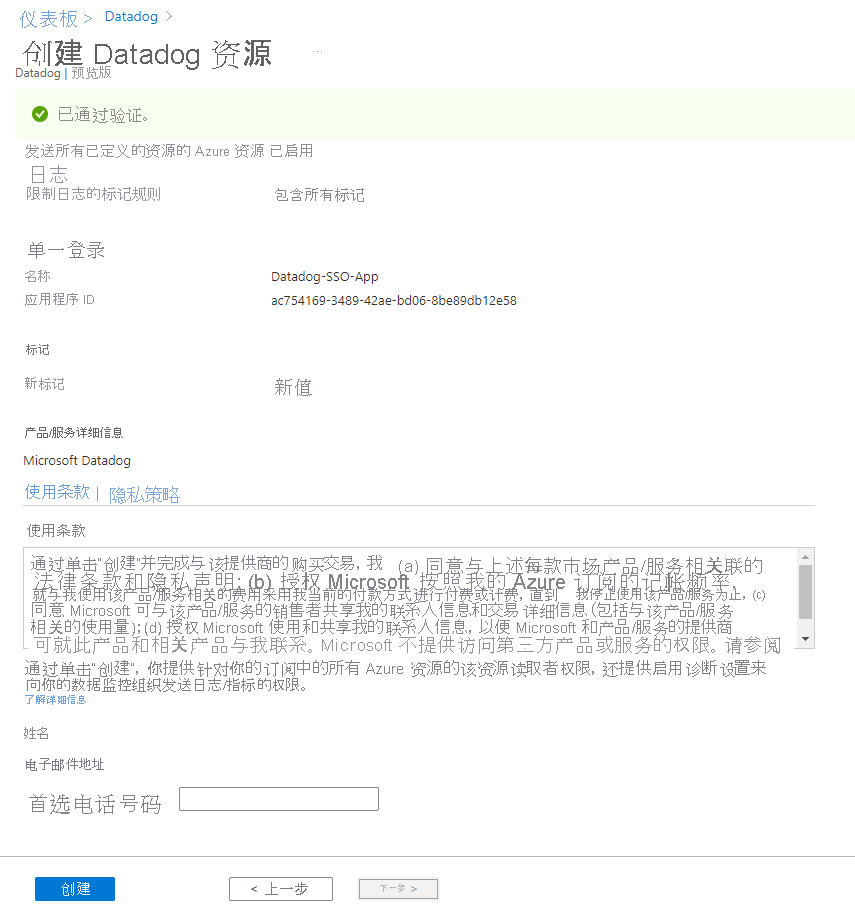 仪表板 > Datadog >
创建 Datadog 资源 ...
Datadog | 预览版
已通过验证。
发送所有已定义的资源的 Azure 资源 已启用
日志
限制日志的标记规则 包含所有标记
单一登录
名称 Datadog-SSO-App
应用程序 ID ac754169-3489-42ae-bd06-8be89db12e58
标记
新标记 新值
产品/服务详细信息
Microsoft Datadog
使用条款 | 隐私策略
使用条款
通过单击"创建"并完成与该提供商的购买交易, 我 (a) 同意与上述每款市场产品/服务相关联的
法律条款和隐私声明; (b) 授权 Microsoft 按照我的 Azure 订阅的记帐频率,
就与我使用该产品/服务相关的费用采用我当前的付款方式进行付费或计费, 直到 我停止使用该产品/服务为止, (c)
同意 Microsoft 可与该产品/服务的销售者共享我的联系人信息和交易 详细信息 (包括与该产品/服务
相关的使用量); (d) 授权 Microsoft 使用和共享我的联系人信息, 以便 Microsoft 和产品/服务的提供商
可就此产品和相关产品与我联系。Microsoft 不提供访问第三方产品或服务的权限。请参阅
通过单击"创建", 你提供针对你的订阅中的所有 Azure 资源的该资源读取者权限, 还提供启用诊断设置来
向你的数据监控组织发送日志/指标的权限。
了解详细信息
姓名
电子邮件地址
首选电话号码
创建 < 上一步 下一步 >